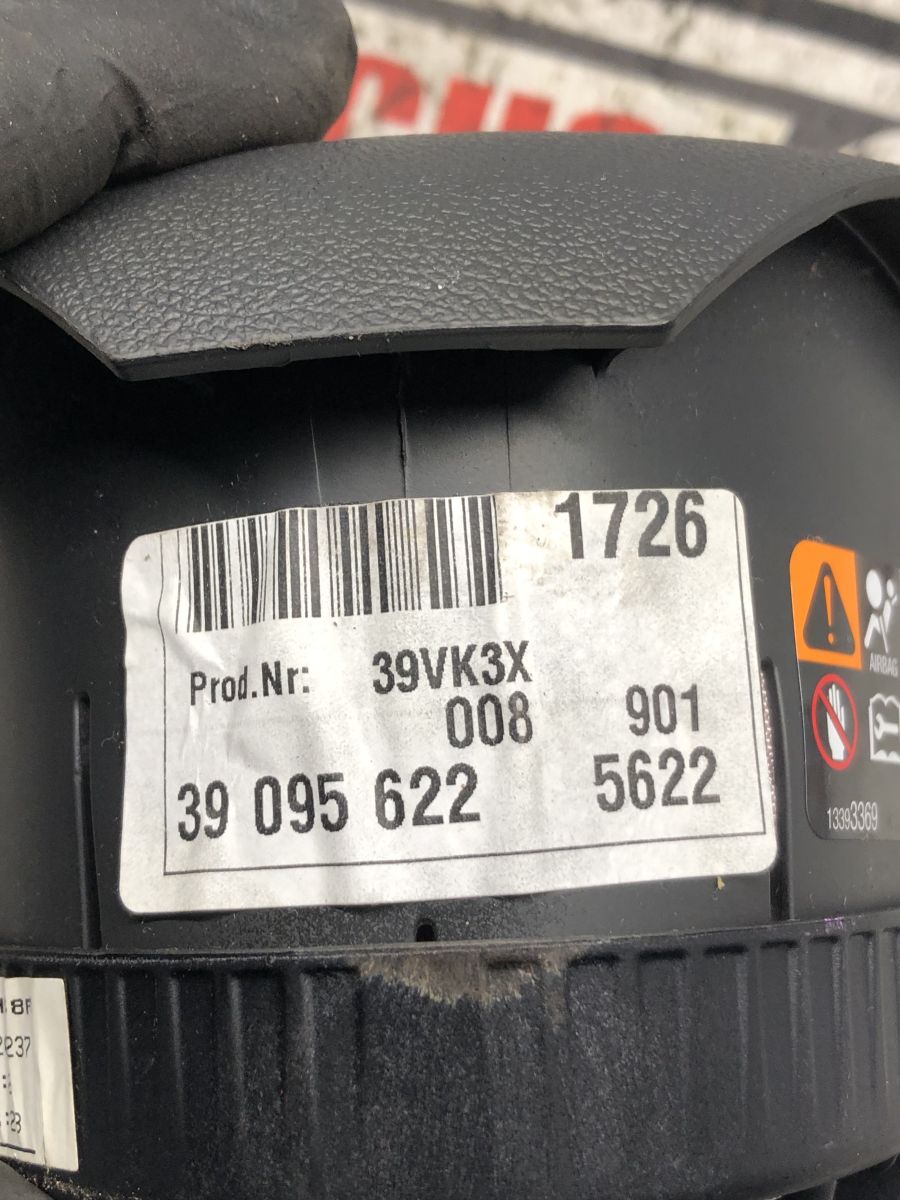 1726
Prod.Nr: 39VK3X
008 901
39 095 622 5622
AIRBAG
13393369